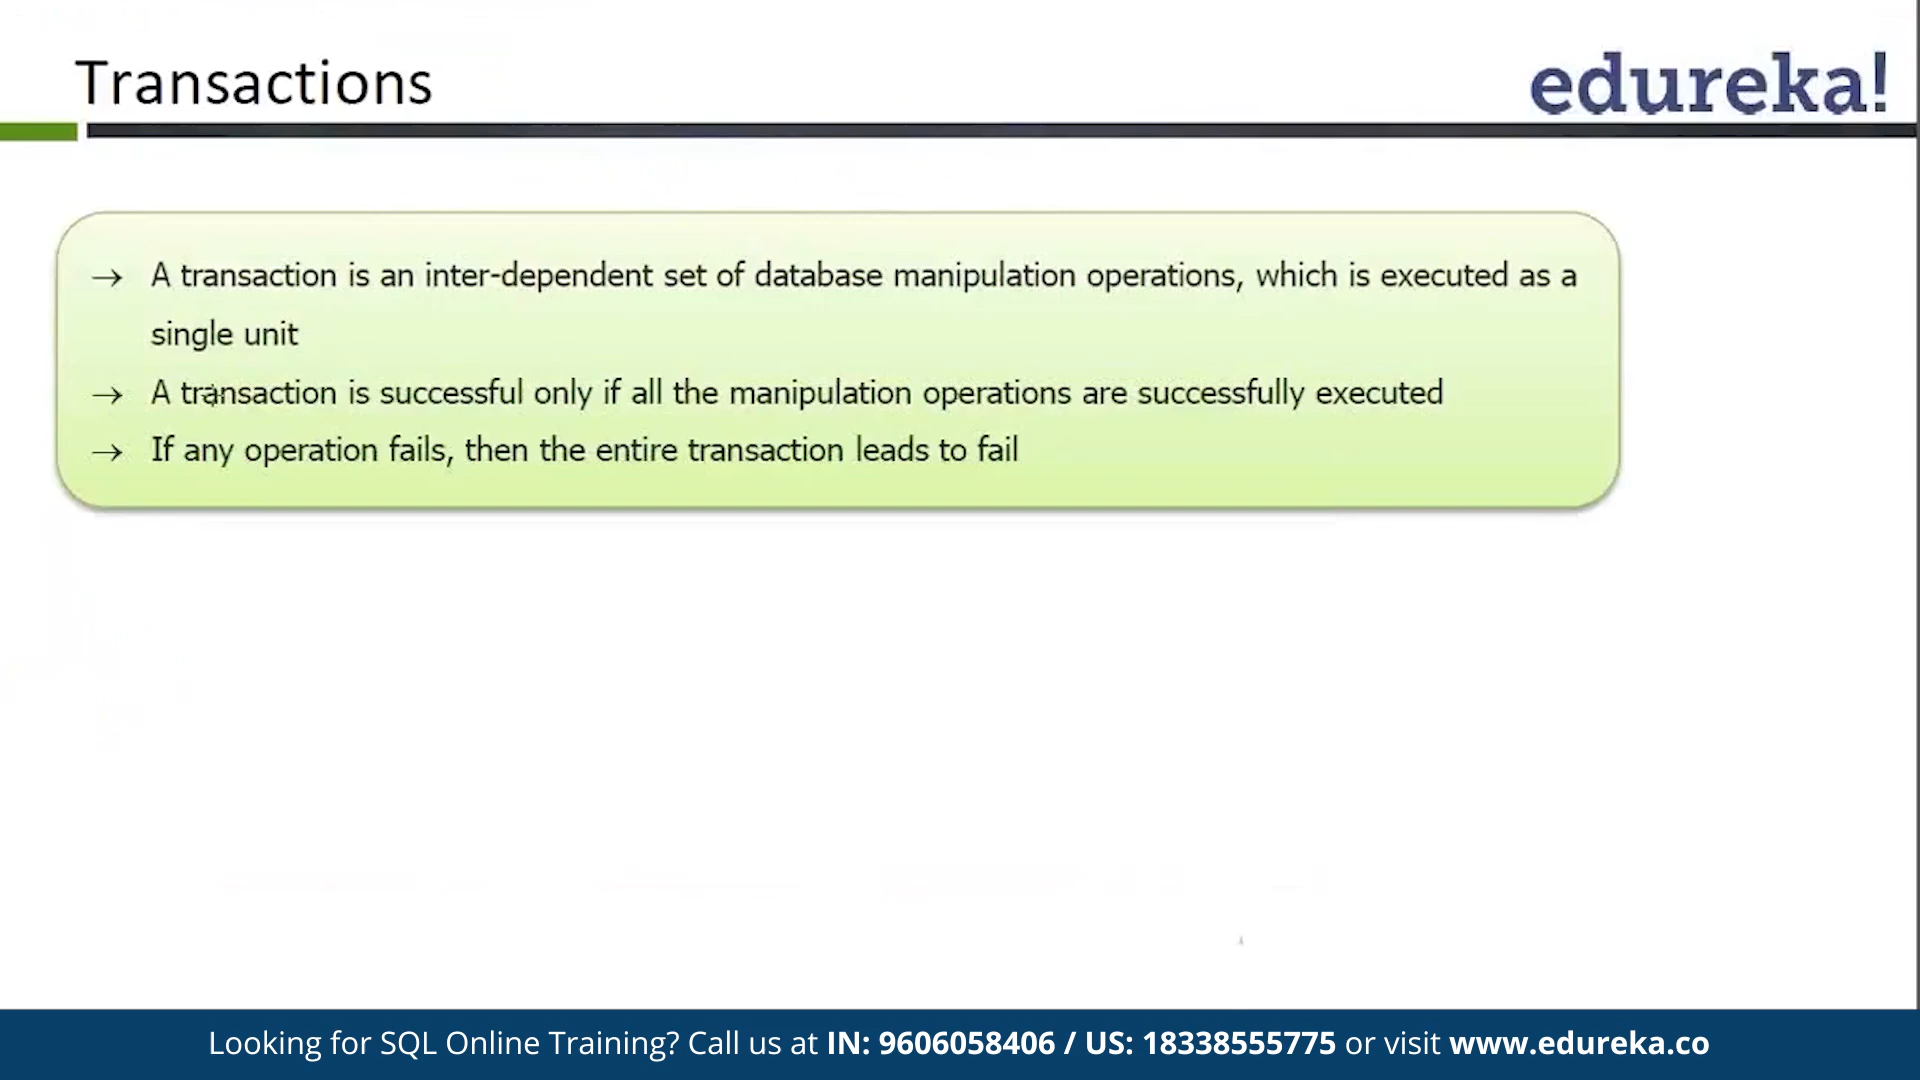 Transactions
edureka!
→ A transaction is an inter-dependent set of database manipulation operations, which is executed as a
single unit
→ A transaction is successful only if all the manipulation operations are successfully executed
→ If any operation fails, then the entire transaction leads to fail
Looking for SQL Online Training? Call us at IN: 9606058406 / US: 18338555775 or visit www.edureka.co